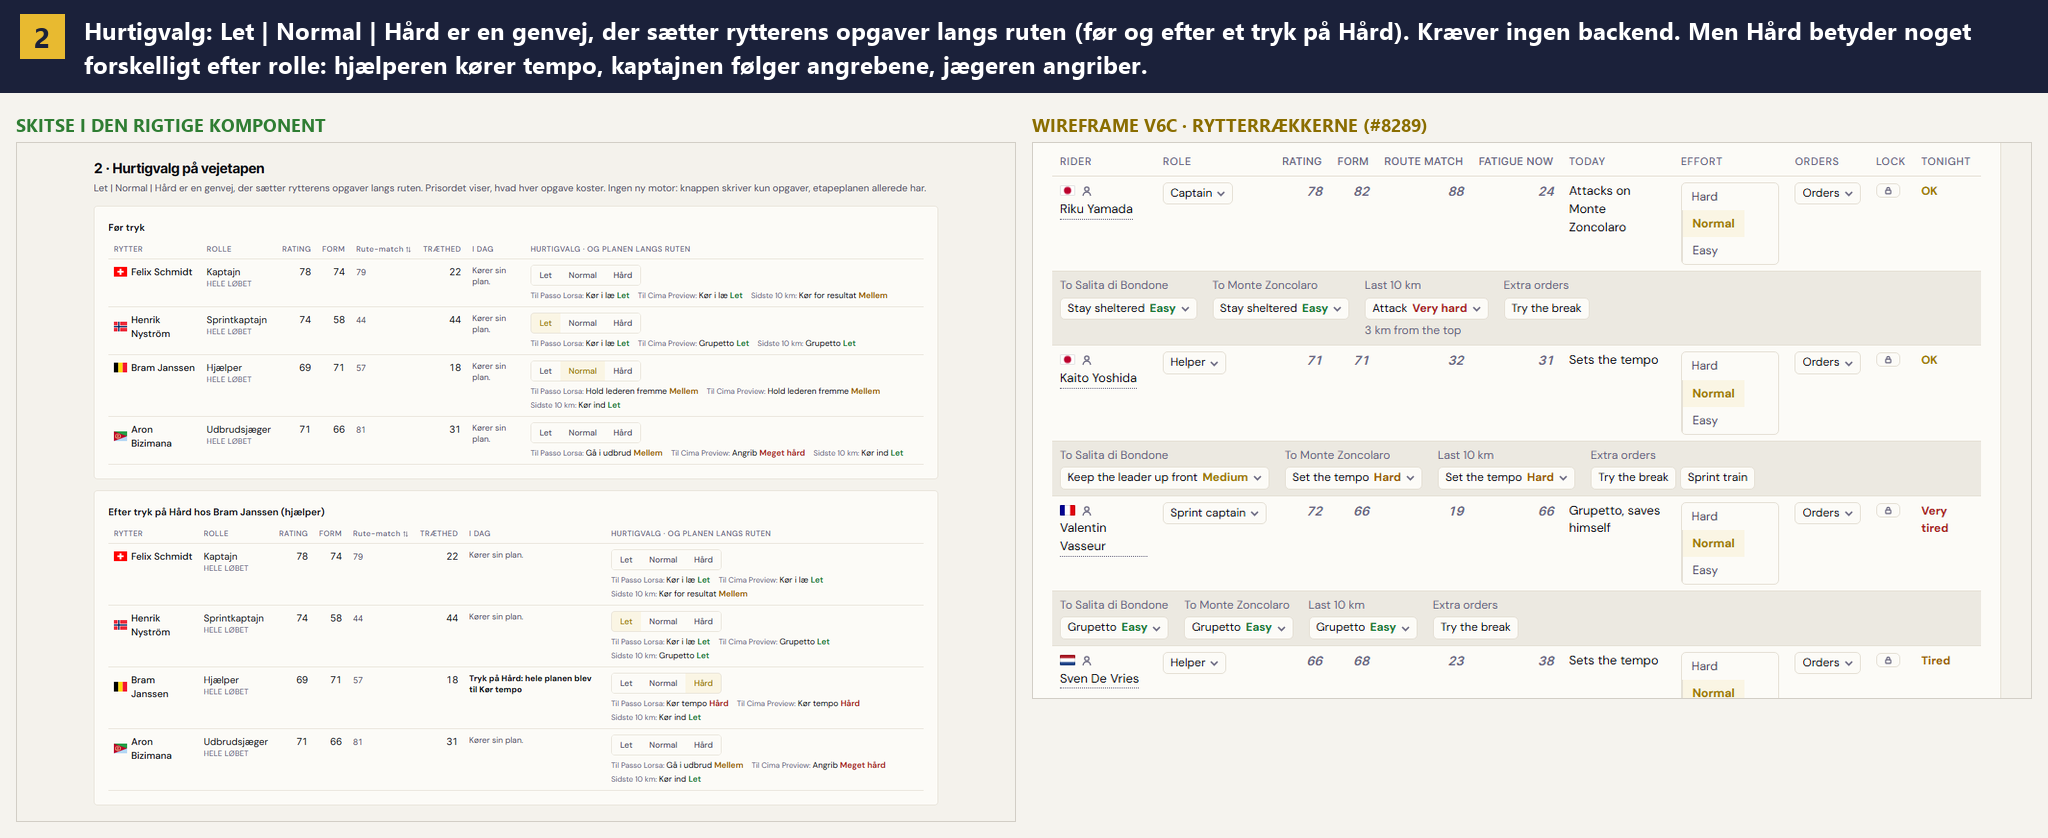 2
Hurtigvalg: Let | Normal | Hård er en genvej, der sætter rytterens opgaver langs ruten (før og efter et tryk på Hård). Kræver ingen backend. Men Hård betyder noget
forskelligt efter rolle: hjælperen kører tempo, kaptajnen følger angrebene, jægeren angriber.
SKITSE I DEN RIGTIGE KOMPONENT
2 · Hurtigvalg på vejetapen
Let | Normal | Hård er en genvej, der sætter rytterens opgaver langs ruten. Prisordet viser, hvad hver opgave koster. Ingen ny motor: knappen skriver kun opgaver, etapeplanen allerede har.
Før tryk
RYTTER ROLLE RATING FORM Rute-match ⇅ TRÆTHED I DAG HURTIGVALG · OG PLANEN LANGS RUTEN
Felix Schmidt Kaptajn 78 74 79 22 Kører sin Let Normal Hård
HELE LØBET plan.
Til Passo Lorsa: Kør i læ Let Til Cima Preview: Kør i læ Let Sidste 10 km: Kør for resultat Mellem
Henrik Sprintkaptajn 74 58 44 44 Kører sin Let Normal Hård
Nyström HELE LØBET plan.
Til Passo Lorsa: Kør i læ Let Til Cima Preview: Grupetto Let Sidste 10 km: Grupetto Let
Bram Janssen Hjælper 69 71 57 18 Kører sin Let Normal Hård
HELE LØBET plan.
Til Passo Lorsa: Hold lederen fremme Mellem Til Cima Preview: Hold lederen fremme Mellem
Sidste 10 km: Kør ind Let
Aron Udbrudsjæger 71 66 81 31 Kører sin Let Normal Hård
Bizimana HELE LØBET plan.
Til Passo Lorsa: Gå i udbrud Mellem Til Cima Preview: Angrib Meget hård Sidste 10 km: Kør ind Let
Efter tryk på Hård hos Bram Janssen (hjælper)
RYTTER ROLLE RATING FORM Rute-match ⇅ TRÆTHED I DAG HURTIGVALG · OG PLANEN LANGS RUTEN
Felix Schmidt Kaptajn 78 74 79 22 Kører sin plan. Let Normal Hård
HELE LØBET
Til Passo Lorsa: Kør i læ Let Til Cima Preview: Kør i læ Let
Sidste 10 km: Kør for resultat Mellem
Henrik Sprintkaptajn 74 58 44 44 Kører sin plan. Let Normal Hård
Nyström HELE LØBET
Til Passo Lorsa: Kør i læ Let Til Cima Preview: Grupetto Let
Sidste 10 km: Grupetto Let
Bram Hjælper 69 71 57 18 Tryk på Hård: hele planen blev Let Normal Hård
Janssen HELE LØBET til Kør tempo
Til Passo Lorsa: Kør tempo Hård Til Cima Preview: Kør tempo Hård
Sidste 10 km: Kør ind Let
Aron Udbrudsjæger 71 66 81 31 Kører sin plan. Let Normal Hård
Bizimana HELE LØBET
Til Passo Lorsa: Gå i udbrud Mellem Til Cima Preview: Angrib Meget hård
Sidste 10 km: Kør ind Let
WIREFRAME V6C · RYTTERRÆKKERNE (#8289)
RIDER ROLE RATING FORM ROUTE MATCH FATIGUE NOW TODAY EFFORT ORDERS LOCK TONIGHT
Riku Yamada Captain 78 82 88 24 Attacks on Monte Zoncolaro Hard Normal Easy Orders OK
To Salita di Bondone To Monte Zoncolaro Last 10 km Extra orders
Stay sheltered Easy Stay sheltered Easy Attack Very hard Try the break
3 km from the top
Kaito Yoshida Helper 71 71 32 31 Sets the tempo Hard Normal Easy Orders OK
To Salita di Bondone To Monte Zoncolaro Last 10 km Extra orders
Keep the leader up front Medium Set the tempo Hard Set the tempo Hard Try the break Sprint train
Valentin Vasseur Sprint captain 72 66 19 66 Grupetto, saves himself Hard Normal Easy Orders Very tired
To Salita di Bondone To Monte Zoncolaro Last 10 km Extra orders
Grupetto Easy Grupetto Easy Grupetto Easy Try the break
Sven De Vries Helper 66 68 23 38 Sets the tempo Hard Normal Orders Tired